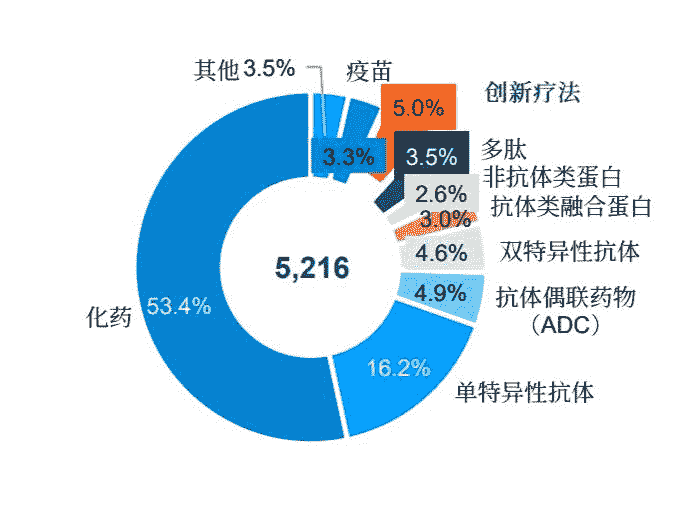 其他3.5%
疫苗
3.3%
5.0%
创新疗法
3.5%
多肽
2.6%
非抗体类蛋白
3.0%
抗体类融合蛋白
4.6%
双特异性抗体
4.9%
抗体偶联药物
（ADC）
16.2%
单特异性抗体
53.4%
化药
5,216